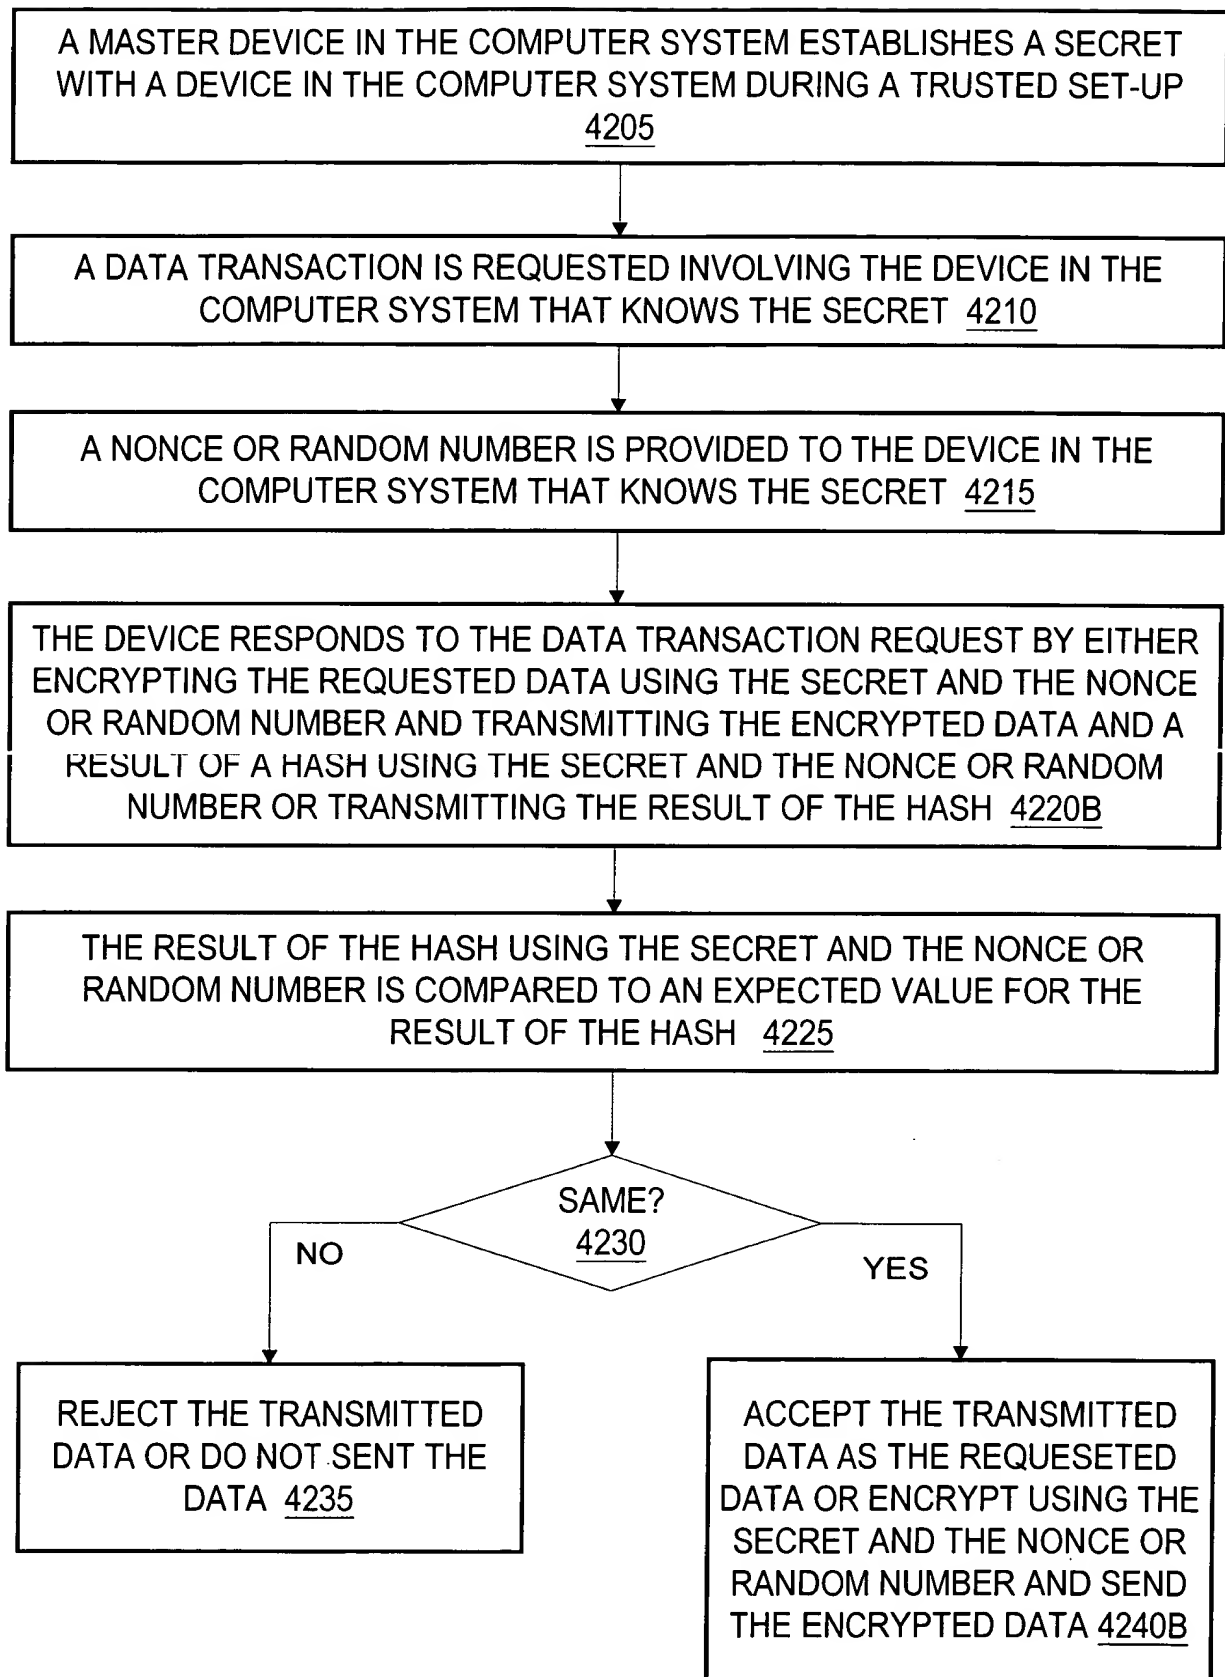 A MASTER DEVICE IN THE COMPUTER SYSTEM ESTABLISHES A SECRET
WITH A DEVICE IN THE COMPUTER SYSTEM DURING A TRUSTED SET-UP
4205
A DATA TRANSACTION IS REQUESTED INVOLVING THE DEVICE IN THE
COMPUTER SYSTEM THAT KNOWS THE SECRET 4210
A NONCE OR RANDOM NUMBER IS PROVIDED TO THE DEVICE IN THE
COMPUTER SYSTEM THAT KNOWS THE SECRET 4215
THE DEVICE RESPONDS TO THE DATA TRANSACTION REQUEST BY EITHER
ENCRYPTING THE REQUESTED DATA USING THE SECRET AND THE NONCE
OR RANDOM NUMBER AND TRANSMITTING THE ENCRYPTED DATA AND A
RESULT OF A HASH USING THE SECRET AND THE NONCE OR RANDOM
NUMBER OR TRANSMITTING THE RESULT OF THE HASH 4220B
THE RESULT OF THE HASH USING THE SECRET AND THE NONCE OR
RANDOM NUMBER IS COMPARED TO AN EXPECTED VALUE FOR THE
RESULT OF THE HASH 4225
SAME?
4230
NO
YES
REJECT THE TRANSMITTED
DATA OR DO NOT SENT THE
DATA 4235
ACCEPT THE TRANSMITTED
DATA AS THE REQUESETED
DATA OR ENCRYPT USING THE
SECRET AND THE NONCE OR
RANDOM NUMBER AND SEND
THE ENCRYPTED DATA 4240B